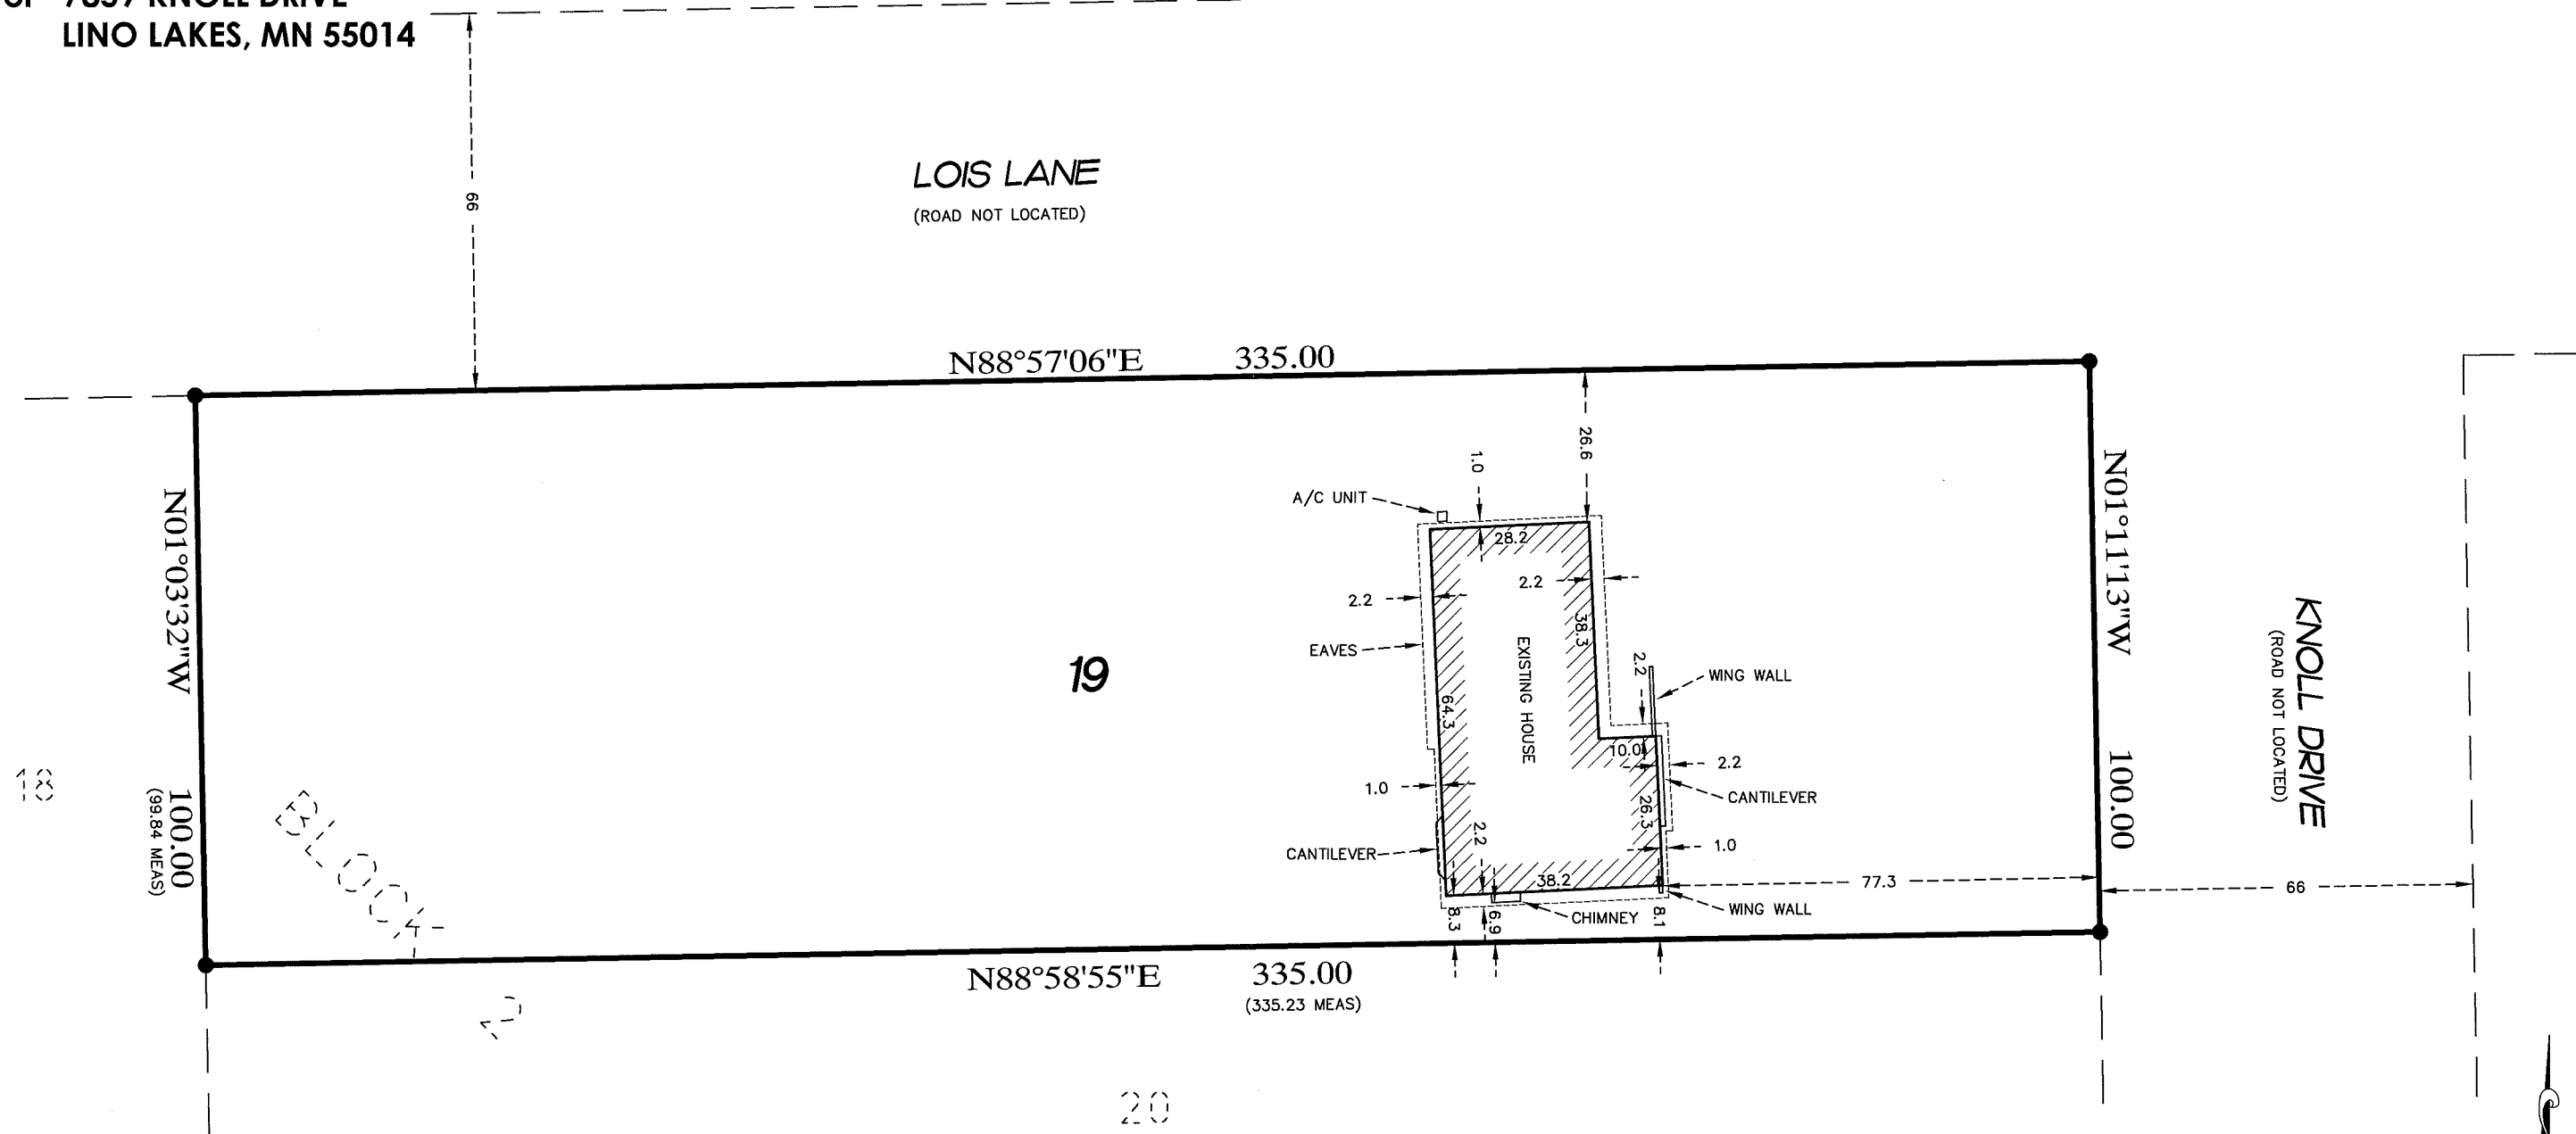 LINO LAKES, MN 55014
66
LOIS LANE
(ROAD NOT LOCATED)
N88°57'06"E 335.00
26.6
1.0
A/C UNIT
28.2
2.2
2.2
38.3
EAVES
EXISTING HOUSE
2.2
WING WALL
19
64.3
10.0
2.2
1.0
CANTILEVER
26.3
2.2
CANTILEVER
1.0
38.2
77.3
66
8.3
6.9
CHIMNEY
8.1
WING WALL
N01°03'32"W
100.00
(99.84 MEAS)
N01°11'13"W
100.00
KNOLL DRIVE
(ROAD NOT LOCATED)
18
BLOCK
2
N88°58'55"E 335.00
(335.23 MEAS)
20